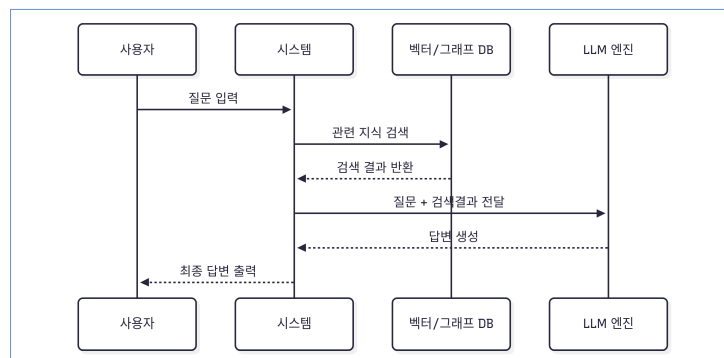 사용자
시스템
벡터/그래프 DB
LLM 엔진
질문 입력
관련 지식 검색
검색 결과 반환
질문 + 검색결과 전달
답변 생성
최종 답변 출력
사용자
시스템
벡터/그래프 DB
LLM 엔진